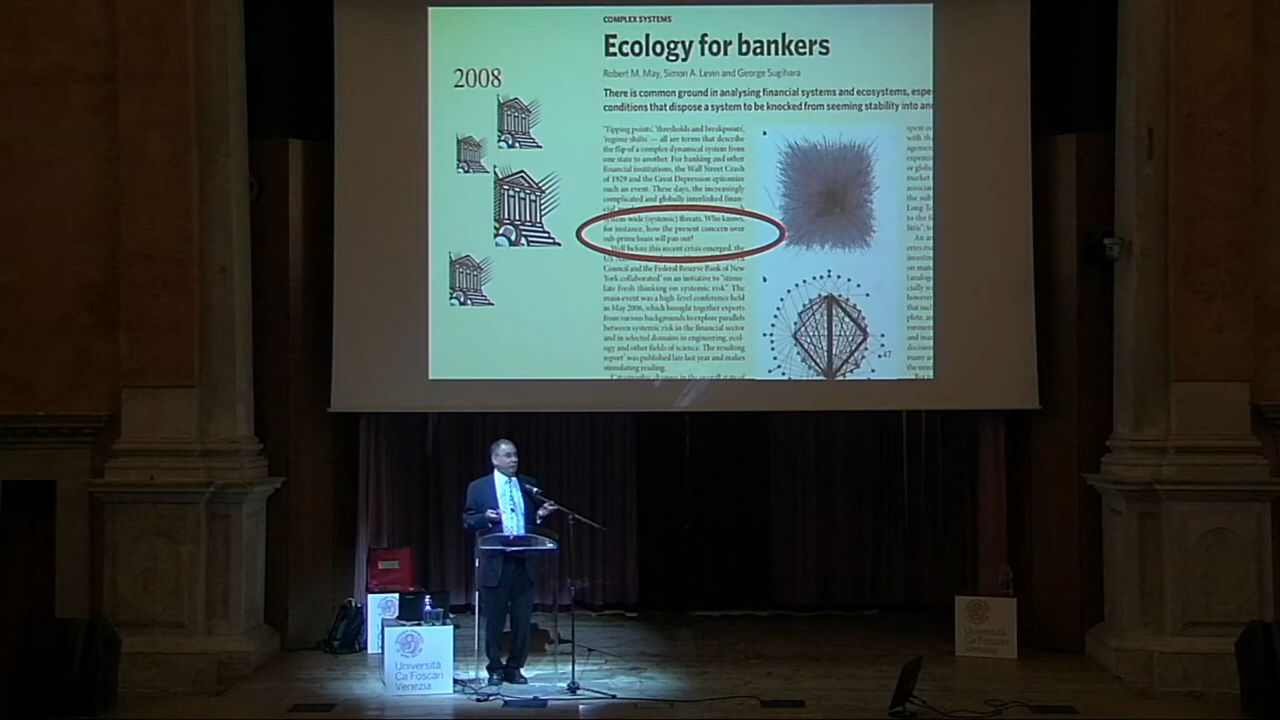 COMPLEX SYSTEMS
Ecology for bankers
Robert M. May, Simon A. Levin and George Sugihara
2008
There is common ground in analysing financial systems and ecosystems, espe
conditions that dispose a system to be knocked from seeming stability into an
'Tipping points', 'thresholds and breakpoints',
'regime shifts' — all are terms that describe
the flip of a complex dynamical system from
one state to another. For banking and other
financial institutions, the Wall Street Crash
of 1929 and the Great Depression epitomize
such an event. These days, the increasingly
complicated and globally interlinked finan-
system-wide (systemic) threats. Who knows,
for instance, how the present concern over
sub-prime loans will pan out?
Well before this recent crisis emerged, the
Council and the Federal Reserve Bank of New
York collaborated on an initiative to "stimu-
late fresh thinking on systemic risk". The
main event was a high-level conference held
in May 2006, which brought together experts
from various backgrounds to explore parallels
between systemic risk in the financial sector
and in selected domains in engineering, ecol-
ogy and other fields of science. The resulting
report was published late last year and makes
stimulating reading.
Catastrophic changes in the overall state of
a
b
47
Università
Ca'Foscari
Venezia
Università
Ca'Foscari
Venezia